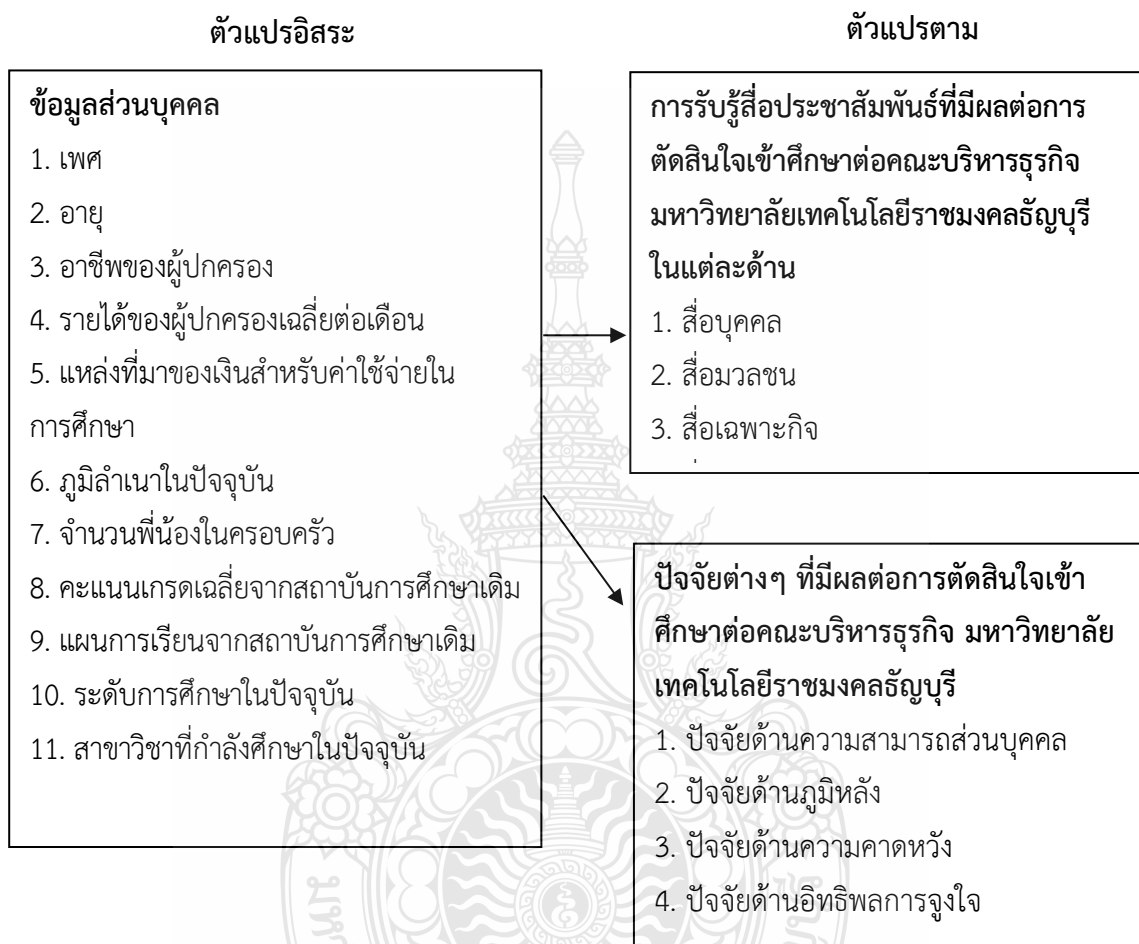 ตัวแปรอิสระ
ข้อมูลส่วนบุคคล
1. เพศ
2. อายุ
3. อาชีพของผู้ปกครอง
4. รายได้ของผู้ปกครองเฉลี่ยต่อเดือน
5. แหล่งที่มาของเงินสำหรับค่าใช้จ่ายใน
การศึกษา
6. ภูมิลำเนาในปัจจุบัน
7. จำนวนพี่น้องในครอบครัว
8. คะแนนเกรดเฉลี่ยจากสถาบันการศึกษาเดิม
9. แผนการเรียนจากสถาบันการศึกษาเดิม
10. ระดับการศึกษาในปัจจุบัน
11. สาขาวิชาที่กำลังศึกษาในปัจจุบัน
ตัวแปรตาม
การรับรู้สื่อประชาสัมพันธ์ที่มีผลต่อการ
ตัดสินใจเข้าศึกษาต่อคณะบริหารธุรกิจ
มหาวิทยาลัยเทคโนโลยีราชมงคลธัญบุรี
ในแต่ละด้าน
1. สื่อบุคคล
2. สื่อมวลชน
3. สื่อเฉพาะกิจ
ปัจจัยต่างๆ ที่มีผลต่อการตัดสินใจเข้า
ศึกษาต่อคณะบริหารธุรกิจ มหาวิทยาลัย
เทคโนโลยีราชมงคลธัญบุรี
1. ปัจจัยด้านความสามารถส่วนบุคคล
2. ปัจจัยด้านภูมิหลัง
3. ปัจจัยด้านความคาดหวัง
4. ปัจจัยด้านอิทธิพลการจูงใจ